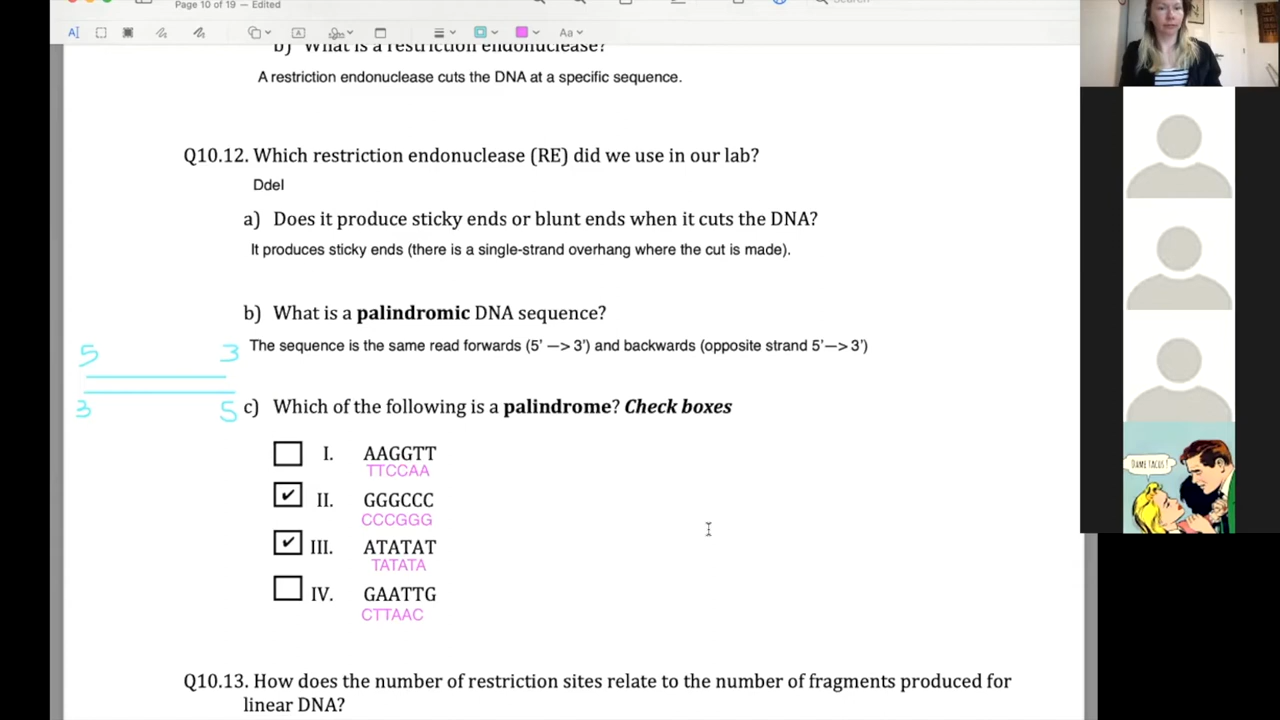 Page 10 of 19 — Edited
Search
Aa
b) What is a restriction endonuclease?
A restriction endonuclease cuts the DNA at a specific sequence.
Q10.12. Which restriction endonuclease (RE) did we use in our lab?
DdeI
a) Does it produce sticky ends or blunt ends when it cuts the DNA?
It produces sticky ends (there is a single-strand overhang where the cut is made).
b) What is a palindromic DNA sequence?
The sequence is the same read forwards (5' —> 3') and backwards (opposite strand 5'—> 3')
5 3
3 5
c) Which of the following is a palindrome? Check boxes
I. AAGGTT
TTCCAA
✔ II. GGGCCC
CCCGGG
✔ III. ATATAT
TATATA
IV. GAATTG
CTTAAC
Q10.13. How does the number of restriction sites relate to the number of fragments produced for
linear DNA?
DAME TACOS!